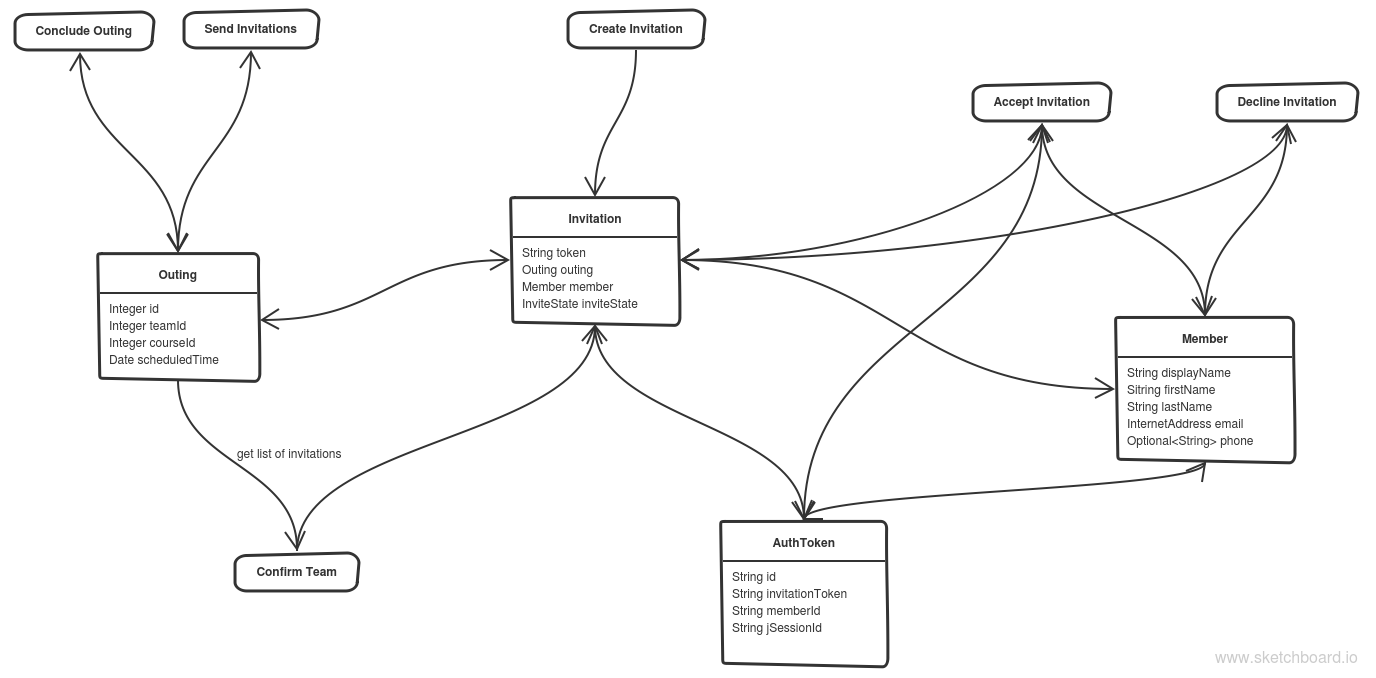 Conclude Outing
Send Invitations
Create Invitation
Accept Invitation
Decline Invitation
Invitation
String token
Outing outing
Member member
InviteState inviteState
Outing
Integer id
Integer teamId
Integer courseId
Date scheduledTime
Member
String displayName
Sitring firstName
String lastName
InternetAddress email
Optional<String> phone
get list of invitations
Confirm Team
AuthToken
String id
String invitationToken
String memberId
String jSessionId
www.sketchboard.io